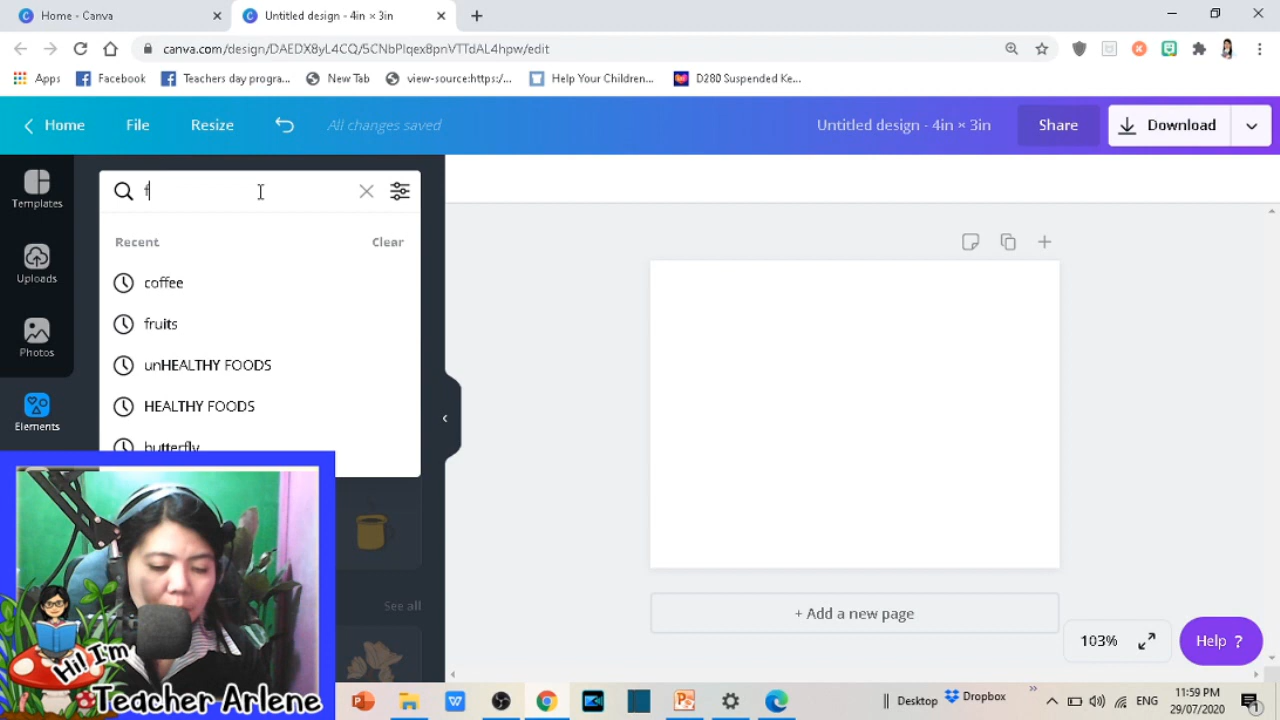 Home - Canva
Untitled design - 4in × 3in
canva.com/design/DAEDX8yL4CQ/5CNbPIqex8pnVTTdAL4hpw/edit
Apps
Facebook
Teachers day progra...
New Tab
view-source:https:/...
Help Your Children...
D280 Suspended Ke...
Home
File
Resize
All changes saved
Untitled design - 4in × 3in
Share
Download
Templates
Uploads
Photos
Elements
f
Recent
Clear
coffee
fruits
unHEALTHY FOODS
HEALTHY FOODS
butterfly
See all
+ Add a new page
103%
Help ?
Hi! I'm
Teacher Arlene
Desktop
Dropbox
ENG
11:59 PM
29/07/2020
1